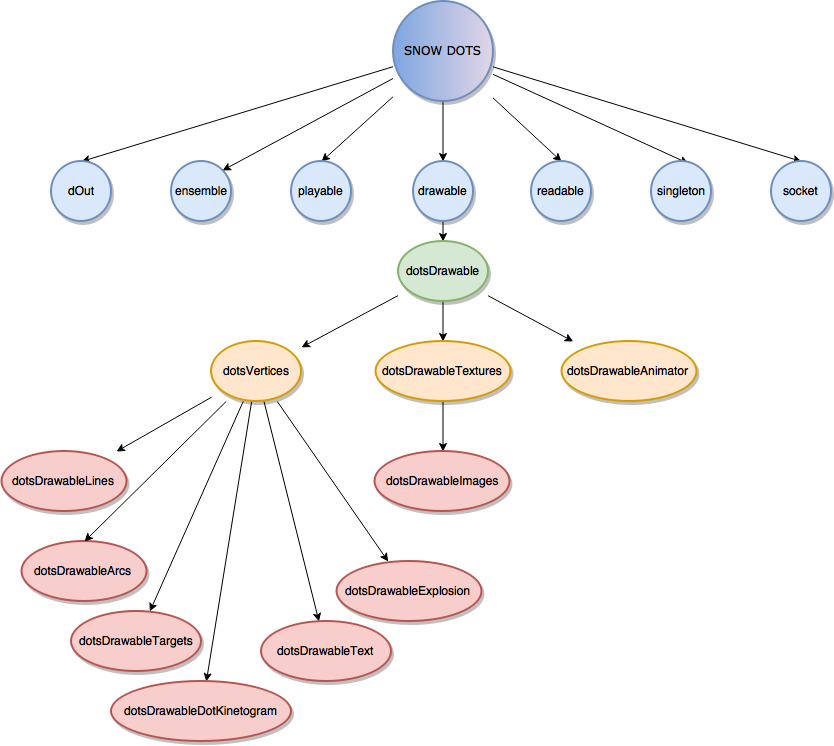 SNOW DOTS
dOut
ensemble
playable
drawable
readable
singleton
socket
dotsDrawable
dotsVertices
dotsDrawableTextures
dotsDrawableAnimator
dotsDrawableLines
dotsDrawableImages
dotsDrawableArcs
dotsDrawableExplosion
dotsDrawableTargets
dotsDrawableText
dotsDrawableDotKinetogram